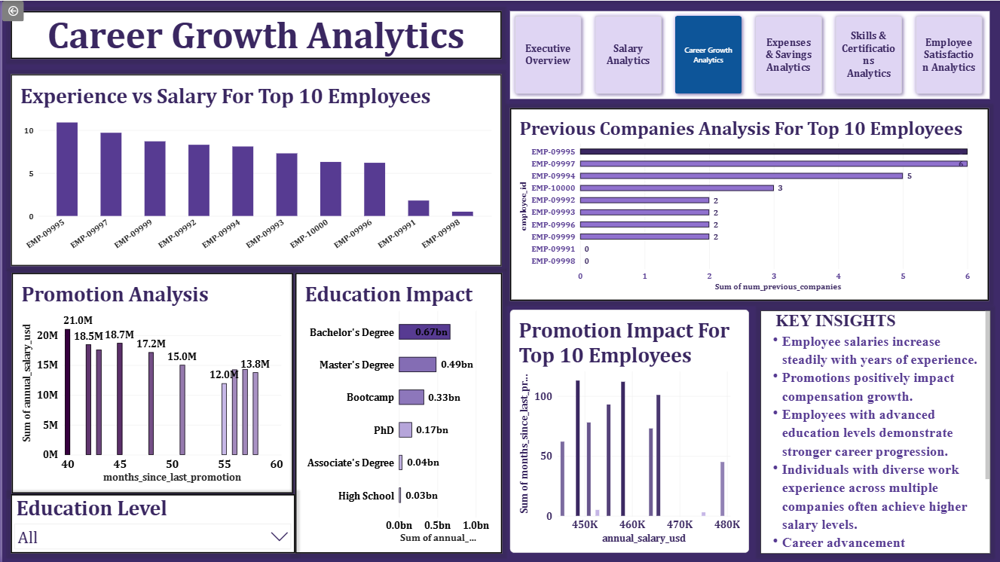 Career Growth Analytics
Executive
Overview
Salary
Analytics
Career Growth
Analytics
Expenses
& Savings
Analytics
Skills &
Certificatio
ns
Analytics
Employee
Satisfactio
n Analytics
Experience vs Salary For Top 10 Employees
10
5
0
EMP-09995
EMP-09997
EMP-09999
EMP-09992
EMP-09994
EMP-09993
EMP-10000
EMP-09996
EMP-09991
EMP-09998
Previous Companies Analysis For Top 10 Employees
employee_id
EMP-09995
EMP-09997 6
EMP-09994 5
EMP-10000 3
EMP-09992 2
EMP-09993 2
EMP-09996 2
EMP-09999 2
EMP-09991 0
EMP-09998 0
0 1 2 3 4 5 6
Sum of num_previous_companies
Promotion Analysis
Sum of annual_salary_usd
20M
15M
10M
5M
0M
21.0M
18.5M
18.7M
17.2M
15.0M
12.0M
13.8M
40 45 50 55 60
months_since_last_promotion
Education Level
All
Education Impact
Bachelor's Degree 0.67bn
Master's Degree 0.49bn
Bootcamp 0.33bn
PhD 0.17bn
Associate's Degree 0.04bn
High School 0.03bn
0.0bn 0.5bn 1.0bn
Sum of annual_...
Promotion Impact For
Top 10 Employees
Sum of months_since_last_pr...
100
50
0
450K 460K 470K 480K
annual_salary_usd
KEY INSIGHTS
• Employee salaries increase
steadily with years of experience.
• Promotions positively impact
compensation growth.
• Employees with advanced
education levels demonstrate
stronger career progression.
• Individuals with diverse work
experience across multiple
companies often achieve higher
salary levels.
• Career advancement